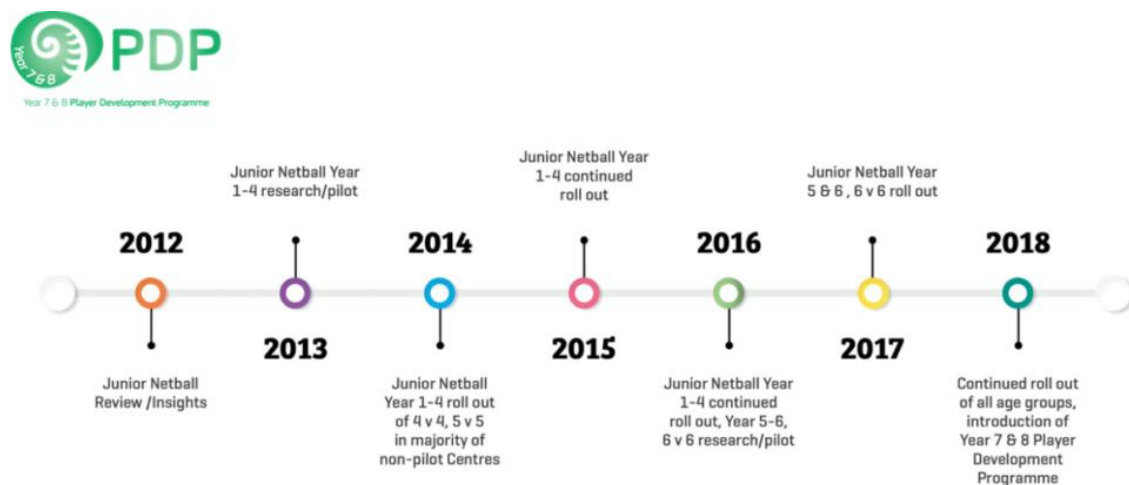 Year 7 & 8
PDP
Year 7 & 8 Player Development Programme
2012
Junior Netball
Review /Insights
Junior Netball Year
1-4 research/pilot
2013
2014
Junior Netball
Year 1-4 roll out
of 4 v 4, 5 v 5
in majority of
non-pilot Centres
Junior Netball Year
1-4 continued
roll out
2015
2016
Junior Netball Year
1-4 continued
roll out, Year 5-6,
6 v 6 research/pilot
Junior Netball Year
5 & 6 , 6 v 6 roll out
2017
2018
Continued roll out
of all age groups,
introduction of
Year 7 & 8 Player
Development
Programme